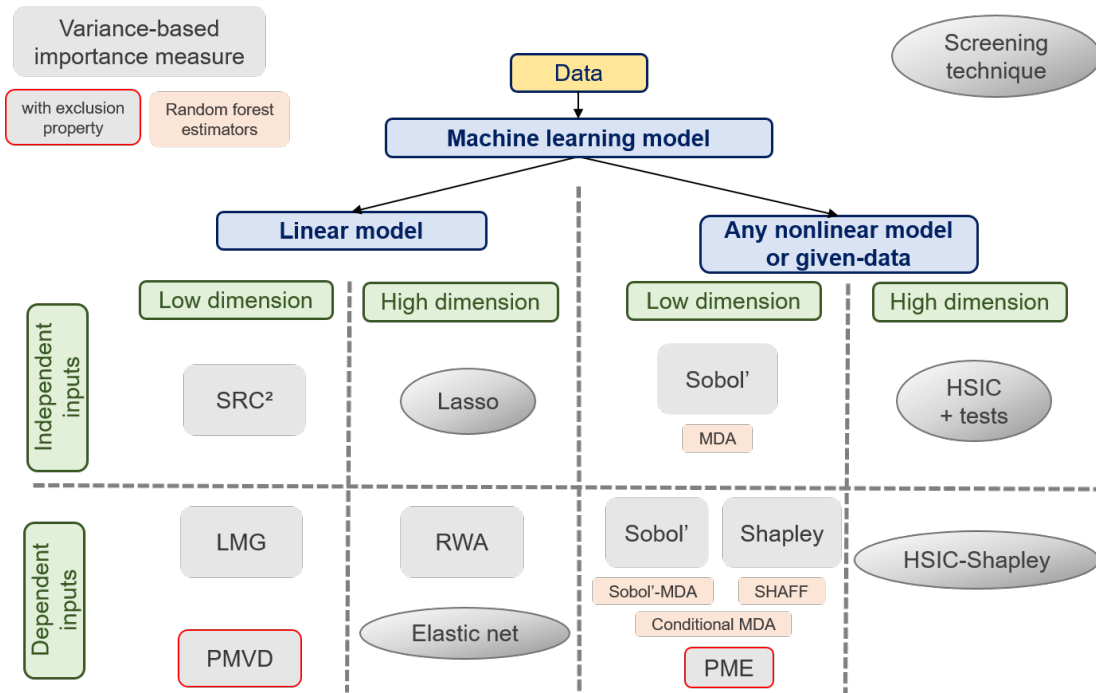 Variance-based
importance measure
with exclusion
property
Random forest
estimators
Screening
technique
Data
Machine learning model
Linear model
Any nonlinear model
or given-data
Low dimension
High dimension
Low dimension
High dimension
Independent
inputs
SRC²
Lasso
Sobol’
MDA
HSIC
+ tests
Dependent
inputs
LMG
RWA
Sobol’
Shapley
HSIC-Shapley
Sobol’-MDA
SHAFF
Conditional MDA
PMVD
Elastic net
PME